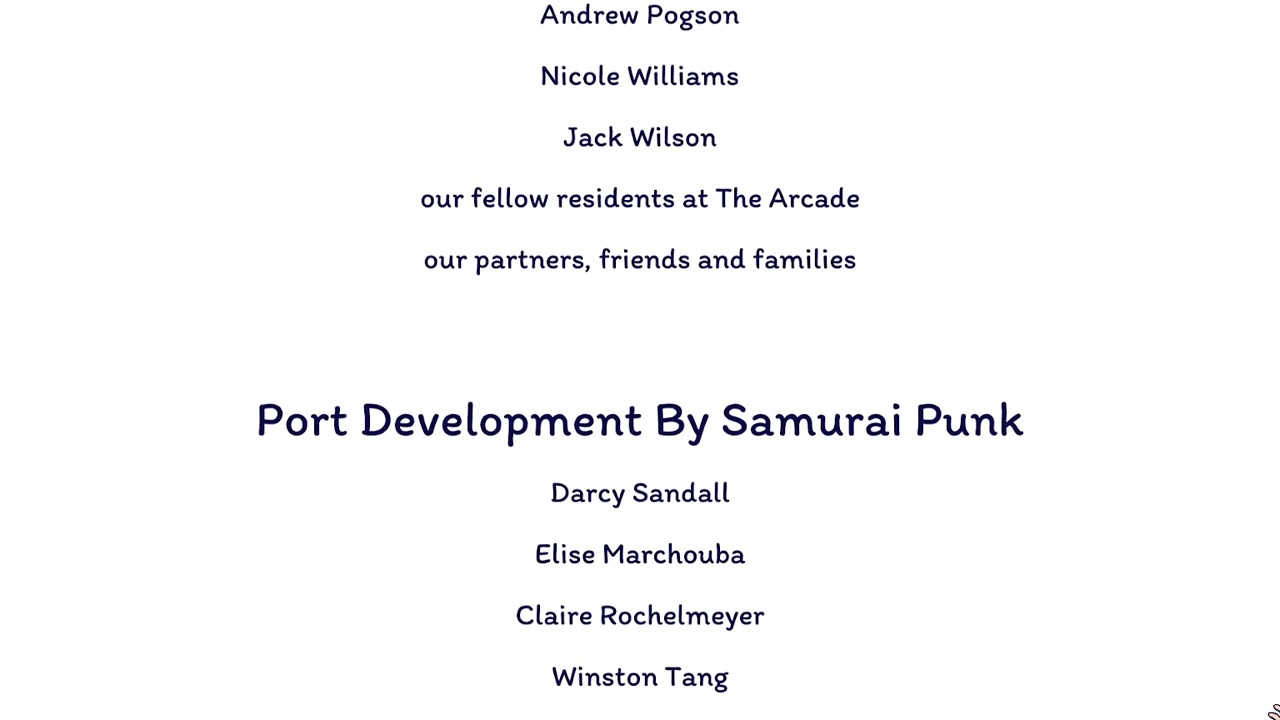 Andrew Pogson
Nicole Williams
Jack Wilson
our fellow residents at The Arcade
our partners, friends and families
Port Development By Samurai Punk
Darcy Sandall
Elise Marchouba
Claire Rochelmeyer
Winston Tang